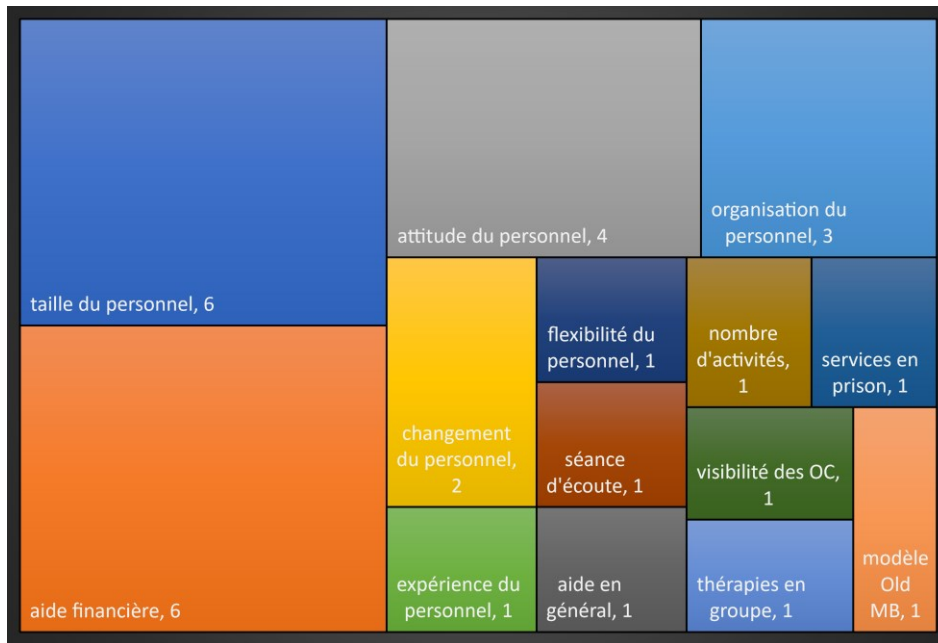 taille du personnel, 6
aide financière, 6
attitude du personnel, 4
organisation du
personnel, 3
changement
du personnel,
2
flexibilité du
personnel, 1
séance
d'écoute, 1
nombre
d'activités,
1
services en
prison, 1
visibilité des OC,
1
expérience du
personnel, 1
aide en
général, 1
thérapies en
groupe, 1
modèle
Old
MB, 1